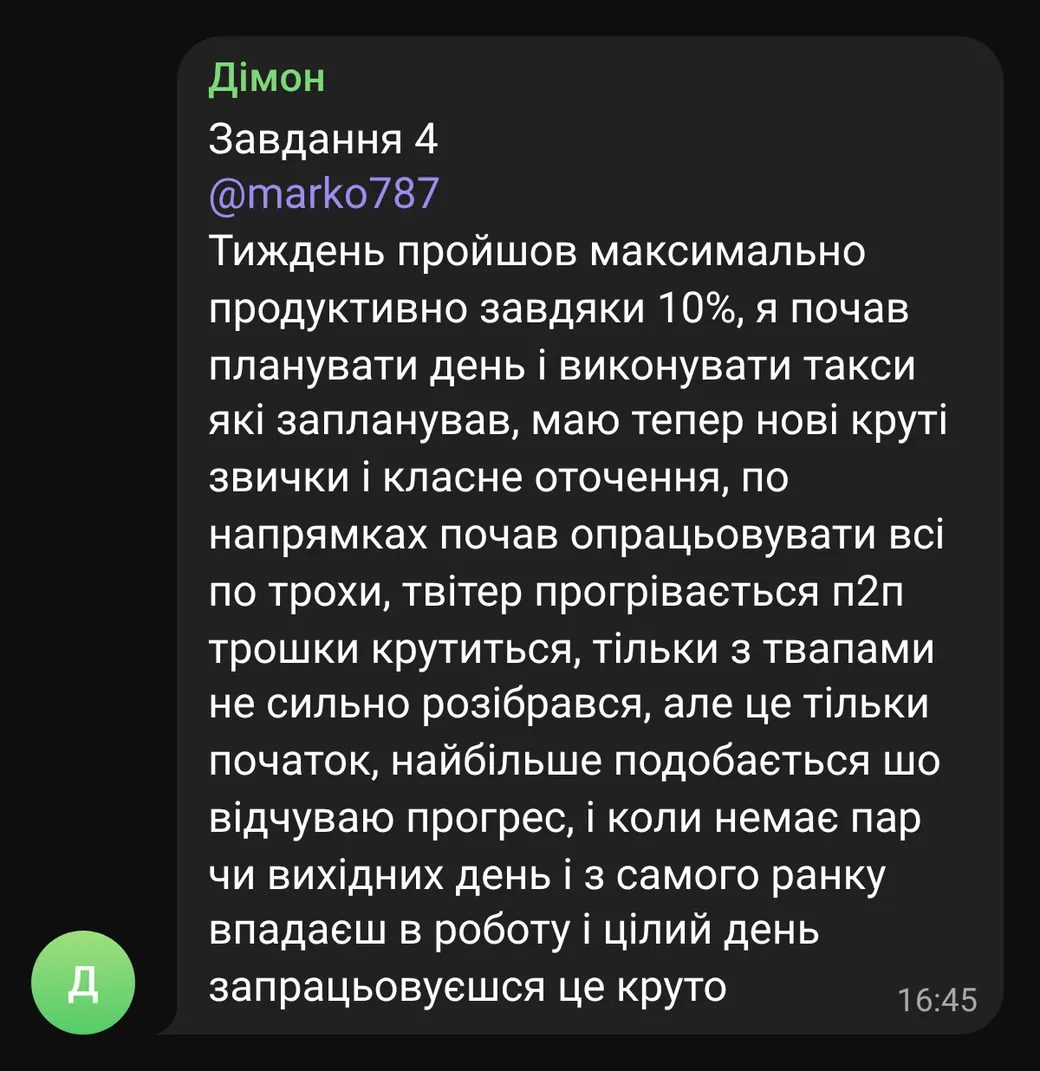 Дімон
Завдання 4
@marko787
Тиждень пройшов максимально
продуктивно завдяки 10%, я почав
планувати день і виконувати такси
які запланував, маю тепер нові круті
звички і класне оточення, по
напрямках почав опрацьовувати всі
по трохи, твітер прогрівається п2п
трошки крутиться, тільки з твапами
не сильно розібрався, але це тільки
початок, найбільше подобається шо
відчуваю прогрес, і коли немає пар
чи вихідних день і з самого ранку
впадаєш в роботу і цілий день
запрацьовуєшся це круто
16:45
Д